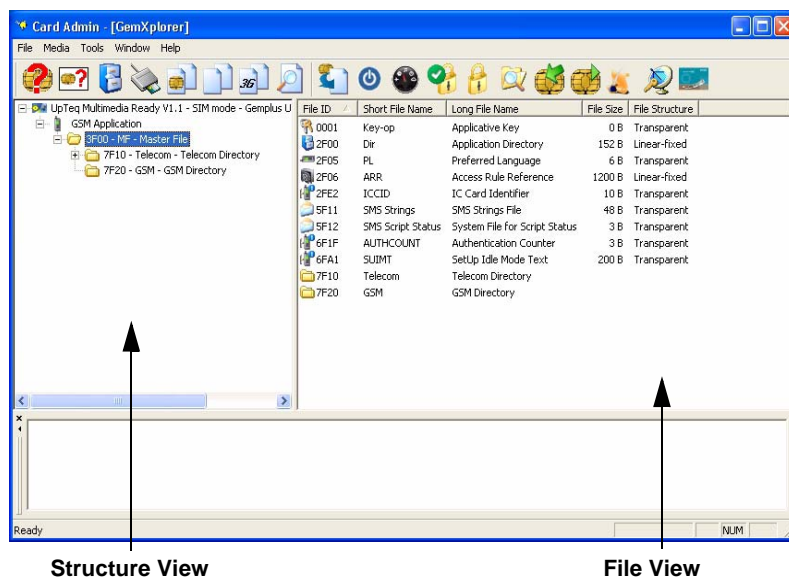 Card Admin - [GemXplorer]
File Media Tools Window Help
3G
UpTeq Multimedia Ready V1.1 - SIM mode - Gemplus U
GSM Application
3F00 - MF - Master File
7F10 - Telecom - Telecom Directory
7F20 - GSM - GSM Directory
File ID Short File Name Long File Name File Size File Structure
0001 Key-op Applicative Key 0 B Transparent
2F00 Dir Application Directory 152 B Linear-fixed
2F05 PL Preferred Language 6 B Transparent
2F06 ARR Access Rule Reference 1200 B Linear-fixed
2FE2 ICCID IC Card Identifier 10 B Transparent
5F11 SMS Strings SMS Strings File 48 B Transparent
5F12 SMS Script Status System File for Script Status 3 B Transparent
6F1F AUTHCOUNT Authentication Counter 3 B Transparent
6FA1 SUIMT SetUp Idle Mode Text 200 B Transparent
7F10 Telecom Telecom Directory
7F20 GSM GSM Directory
Ready NUM
Structure View File View